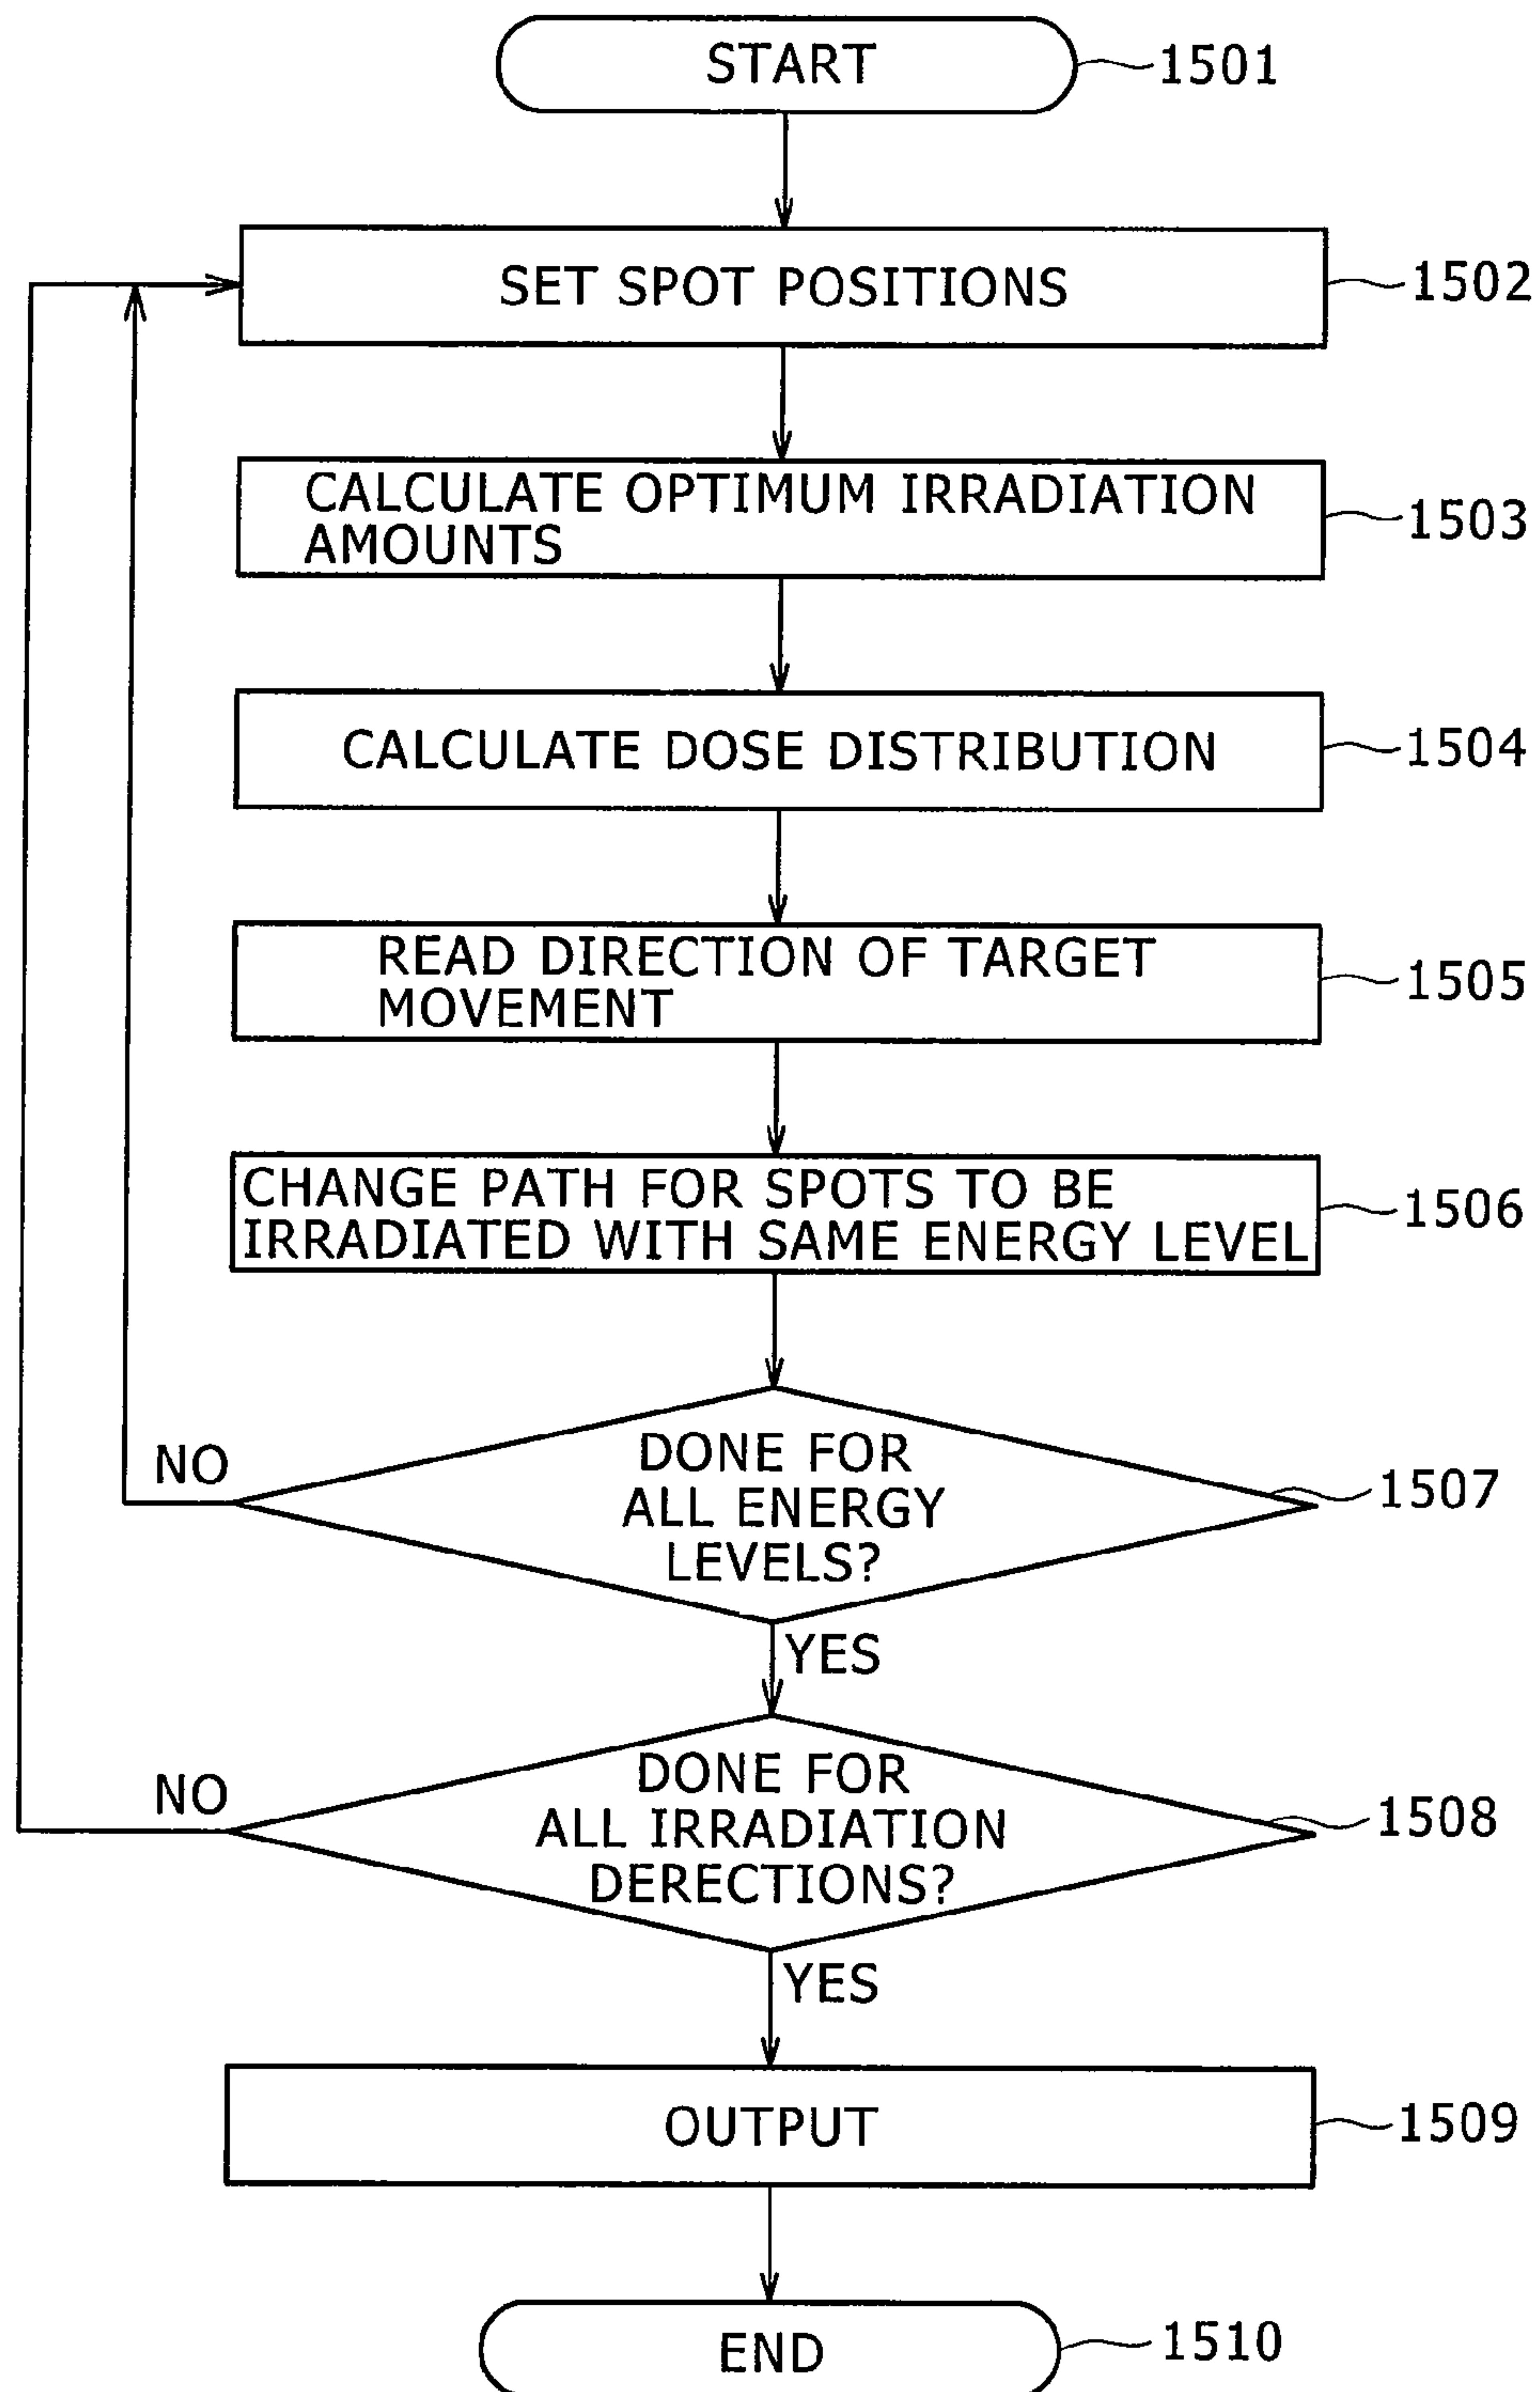 START
1501
SET SPOT POSITIONS
1502
CALCULATE OPTIMUM IRRADIATION
AMOUNTS
1503
CALCULATE DOSE DISTRIBUTION
1504
READ DIRECTION OF TARGET
MOVEMENT
1505
CHANGE PATH FOR SPOTS TO BE
IRRADIATED WITH SAME ENERGY LEVEL
1506
DONE FOR
ALL ENERGY
LEVELS?
1507
NO
YES
DONE FOR
ALL IRRADIATION
DERECTIONS?
1508
NO
YES
OUTPUT
1509
END
1510